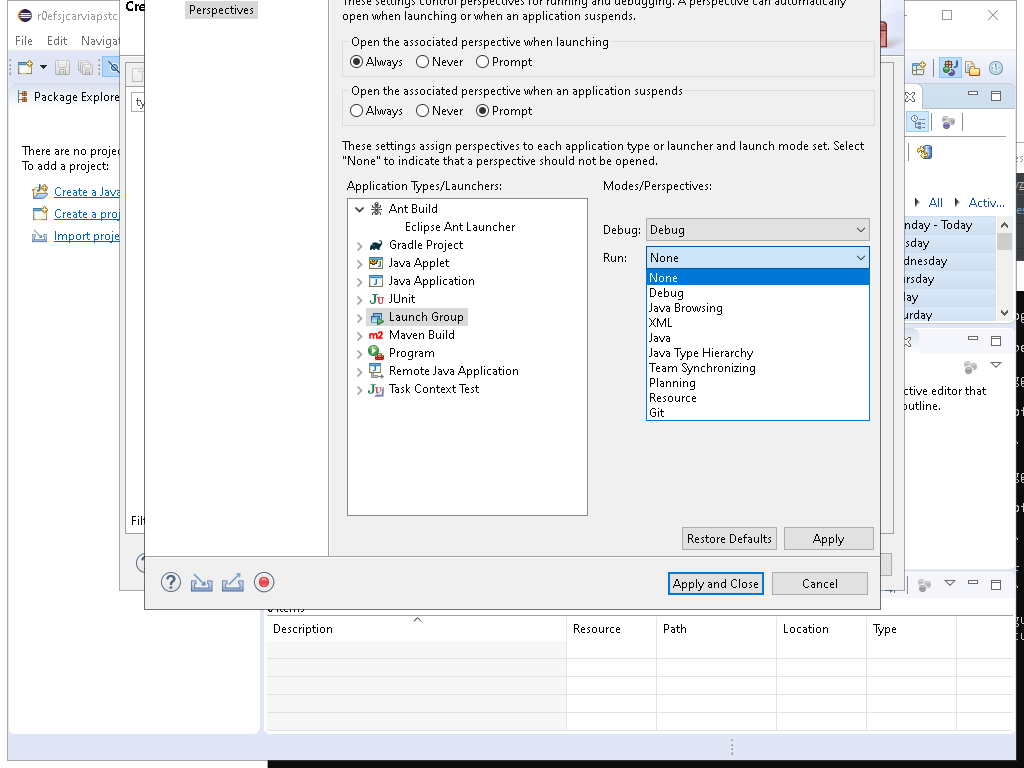 r0efsjcarviapstc
Cre
Perspectives
These settings control perspectives for running and debugging. A perspective can automatically
open when launching or when an application suspends.
File Edit Navigat
Open the associated perspective when launching
Always Never Prompt
Package Explore
Open the associated perspective when an application suspends
ty
Always Never Prompt
There are no projec
To add a project:
Create a Java
Create a proj
Import proje
These settings assign perspectives to each application type or launcher and launch mode set. Select
"None" to indicate that a perspective should not be opened.
Application Types/Launchers:
Modes/Perspectives:
Ant Build
Eclipse Ant Launcher
Gradle Project
Java Applet
Java Application
JUnit
Launch Group
Maven Build
Program
Remote Java Application
Task Context Test
Debug: Debug
Run: None
None
Debug
Java Browsing
XML
Java
Java Type Hierarchy
Team Synchronizing
Planning
Resource
Git
All Activ...
nday - Today
sday
dnesday
ursday
ay
urday
ctive editor that
outline.
Filt
Restore Defaults Apply
Apply and Close Cancel
0 items
Description Resource Path Location Type